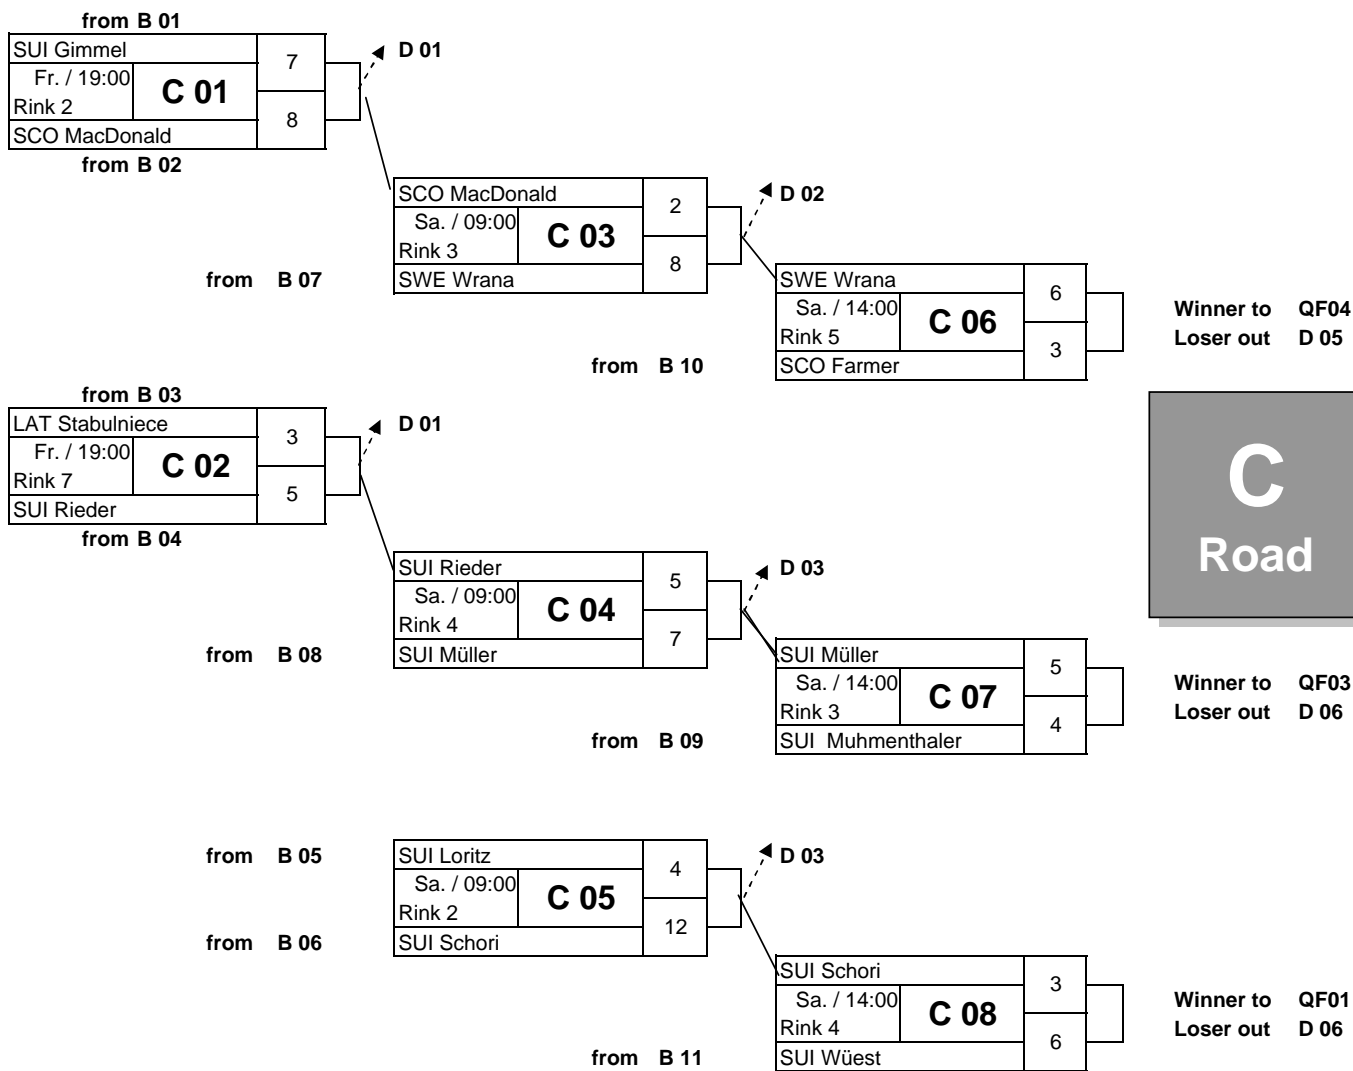 from B 01
SUI Gimmel
7
D 01
Fr. / 19:00
C 01
Rink 2
8
SCO MacDonald
from B 02
SCO MacDonald
2
D 02
Sa. / 09:00
C 03
Rink 3
8
from B 07
SWE Wrana
SWE Wrana
6
Sa. / 14:00
C 06
Rink 5
3
Winner to QF04
Loser out D 05
from B 10
SCO Farmer
from B 03
LAT Stabulniece
3
D 01
Fr. / 19:00
C 02
Rink 7
5
SUI Rieder
from B 04
C
Road
SUI Rieder
5
D 03
Sa. / 09:00
C 04
Rink 4
7
from B 08
SUI Müller
SUI Müller
5
Sa. / 14:00
C 07
Rink 3
4
Winner to QF03
Loser out D 06
from B 09
SUI Muhmenthaler
from B 05
SUI Loritz
4
D 03
Sa. / 09:00
C 05
Rink 2
12
from B 06
SUI Schori
SUI Schori
3
Sa. / 14:00
C 08
Rink 4
6
Winner to QF01
Loser out D 06
from B 11
SUI Wüest